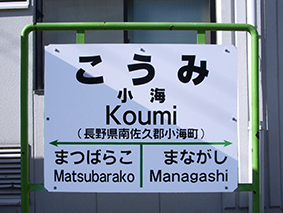 こうみ
小海
Koumi
(長野県南佐久郡小海町)
まつばらこ まながし
Matsubarako Managashi